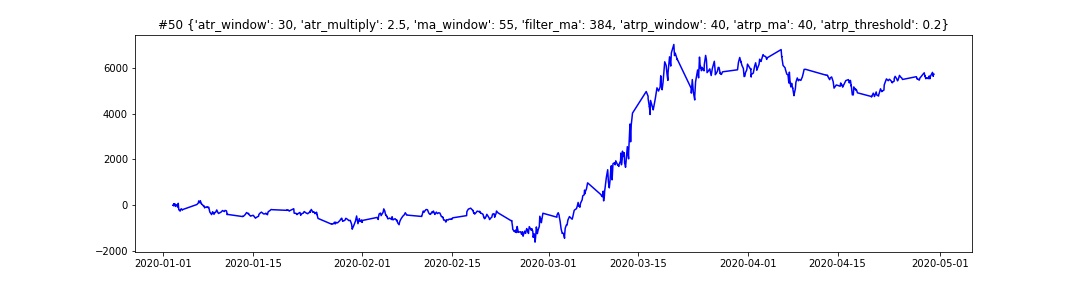 #50 {'atr_window': 30, 'atr_multiply': 2.5, 'ma_window': 55, 'filter_ma': 384, 'atrp_window': 40, 'atrp_ma': 40, 'atrp_threshold': 0.2}
6000
4000
2000
0
−2000
2020-01-01 2020-01-15 2020-02-01 2020-02-15 2020-03-01 2020-03-15 2020-04-01 2020-04-15 2020-05-01